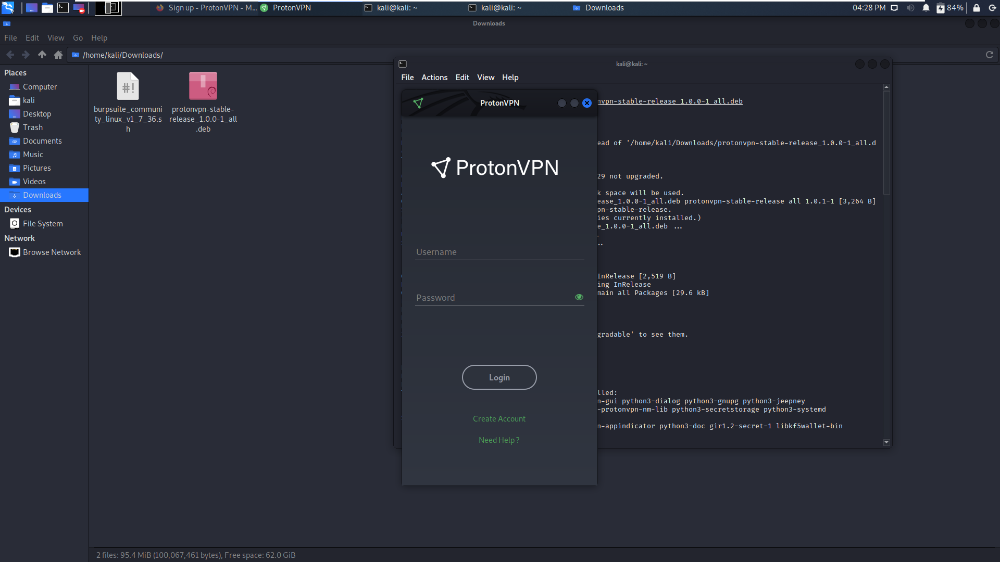 Sign up - ProtonVPN - M...
ProtonVPN
kali@kali: ~
kali@kali: ~
Downloads
04:28 PM
84%
Downloads
File Edit View Go Help
/home/kali/Downloads/
Places
Computer
kali
Desktop
Trash
Documents
Music
Pictures
Videos
Downloads
Devices
File System
Network
Browse Network
#!
burpsuite_communi
ty_linux_v1_7_36.s
h
protonvpn-stable-
release_1.0.0-1_all
.deb
kali@kali: ~
File Actions Edit View Help
nvpn-stable-release_1.0.0-1_all.deb
ead of '/home/kali/Downloads/protonvpn-stable-release_1.0.0-1_all.d
29 not upgraded.
k space will be used.
ease_1.0.0-1_all.deb protonvpn-stable-release all 1.0.1-1 [3,264 B]
pn-stable-release.
ies currently installed.)
e_1.0.0-1_all.deb ...
.
..
InRelease [2,519 B]
ing InRelease
main all Packages [29.6 kB]
gradable' to see them.
lled:
n-gui python3-dialog python3-gnupg python3-jeepney
-protonvpn-nm-lib python3-secretstorage python3-systemd
n-appindicator python3-doc gir1.2-secret-1 libkf5wallet-bin
ProtonVPN
ProtonVPN
Username
Password
Login
Create Account
Need Help ?
2 files: 95.4 MiB (100,067,461 bytes), Free space: 62.0 GiB